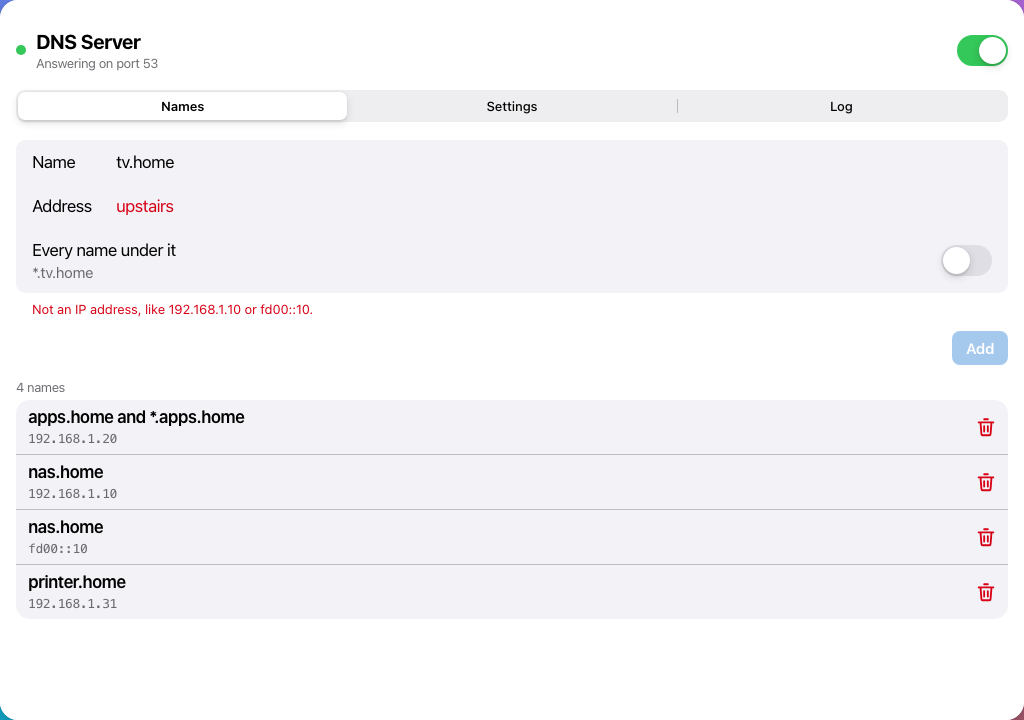 DNS Server
Answering on port 53
Names
Settings
Log
Name
tv.home
Address
upstairs
Every name under it
*.tv.home
Not an IP address, like 192.168.1.10 or fd00::10.
Add
4 names
apps.home and *.apps.home
192.168.1.20
nas.home
192.168.1.10
nas.home
fd00::10
printer.home
192.168.1.31